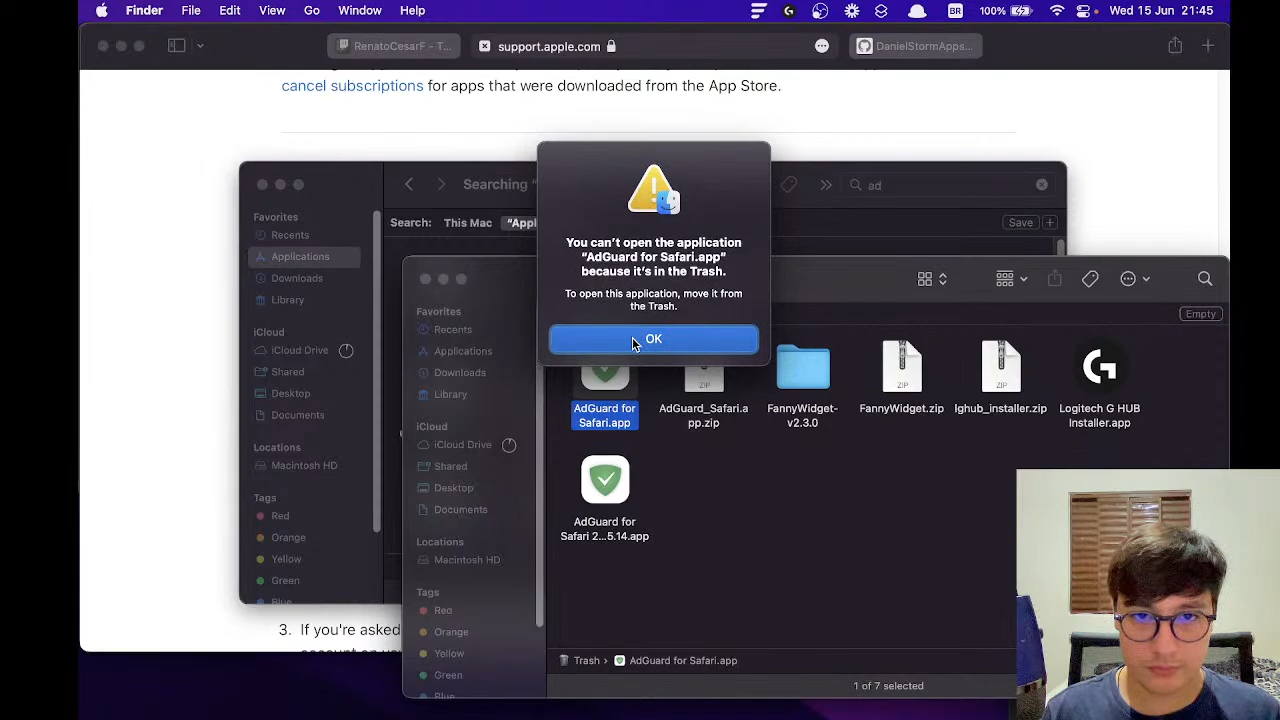 Finder File Edit View Go Window Help BR 100% Wed 15 Jun 21:45
RenatoCesarF - T... support.apple.com DanielStormApps...
cancel subscriptions for apps that were downloaded from the App Store.
Searching " ad
Search: This Mac "Appl Save
Favorites
Recents
Applications
Downloads
Library
iCloud
iCloud Drive
Shared
Desktop
Documents
Locations
Macintosh HD
Tags
Red
Orange
Yellow
Green
Blue
You can't open the application
"AdGuard for Safari.app"
because it's in the Trash.
To open this application, move it from
the Trash.
OK
Empty
Favorites
Recents
Applications
Downloads
Library
iCloud
iCloud Drive
Shared
Desktop
Documents
Locations
Macintosh HD
Tags
Red
Orange
Yellow
Green
Blue
AdGuard for
Safari.app
ZIP
AdGuard_Safari.a
pp.zip
FannyWidget-
v2.3.0
ZIP
FannyWidget.zip
ZIP
lghub_installer.zip
Logitech G HUB
Installer.app
AdGuard for
Safari 2...5.14.app
Trash › AdGuard for Safari.app
1 of 7 selected
3. If you're asked